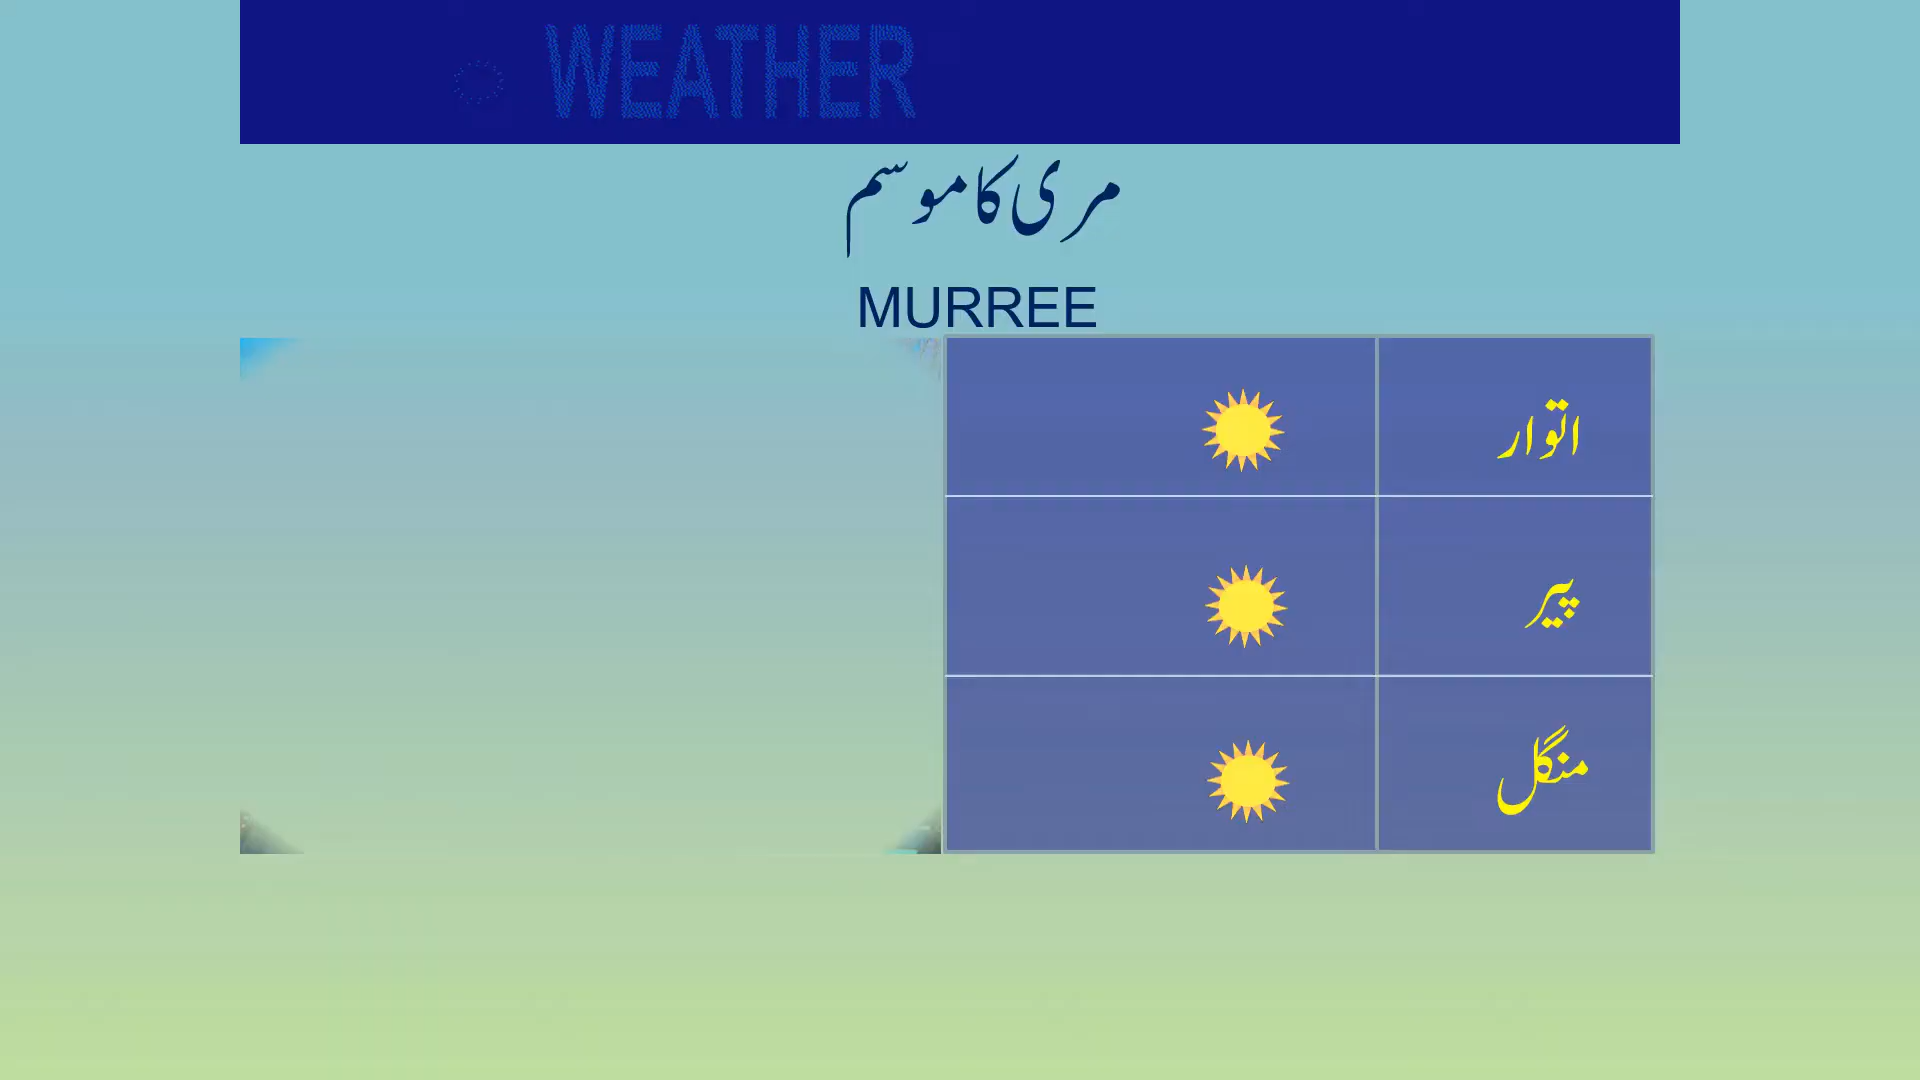 WEATHER
مری کا موسم
MURREE
اتوار
پیر
منگل